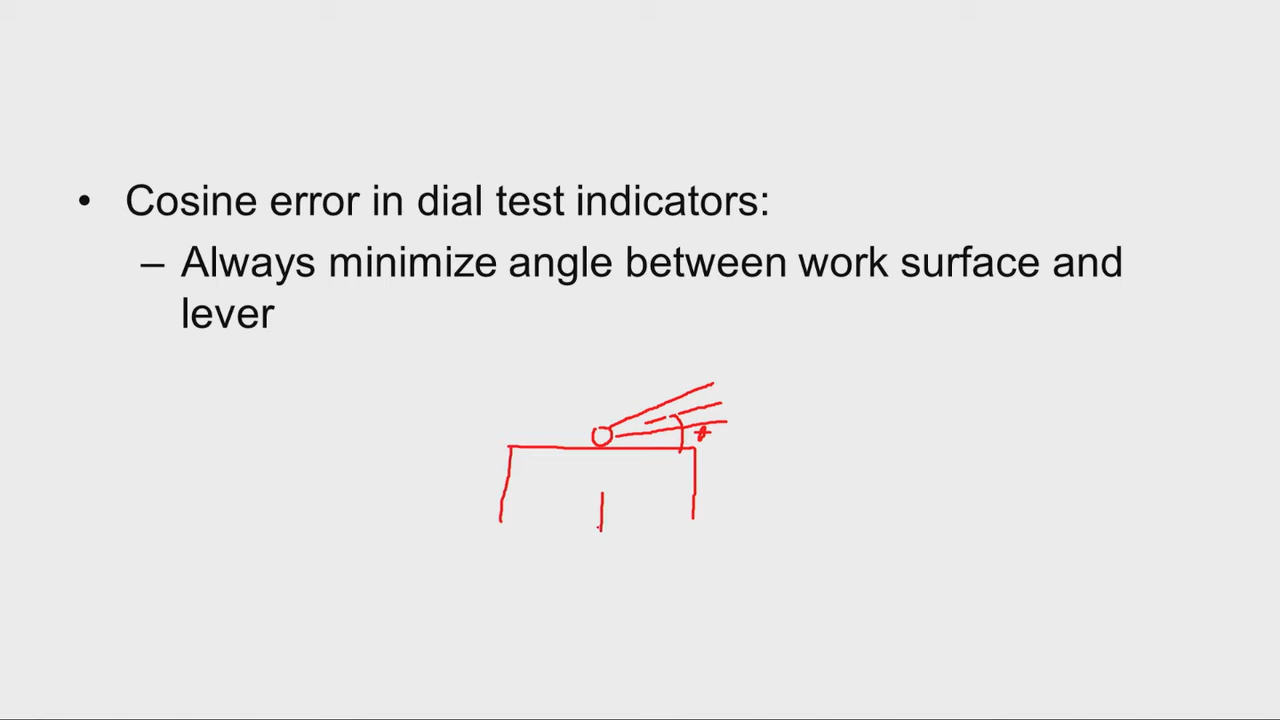 • Cosine error in dial test indicators:
– Always minimize angle between work surface and
lever